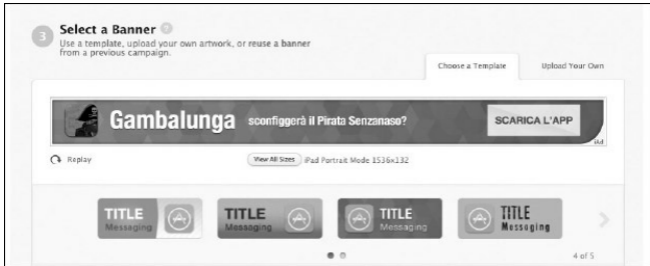 3 Select a Banner ?
Use a template, upload your own artwork, or reuse a banner
from a previous campaign.
Choose a Template Upload Your Own
Gambalunga sconfiggerà il Pirata Senzanaso? SCARICA L'APP
iAd
Replay View All Sizes iPad Portrait Mode 1536x132
TITLE TITLE TITLE TITLE
Messaging Messaging Messaging Messaging
4 of 5